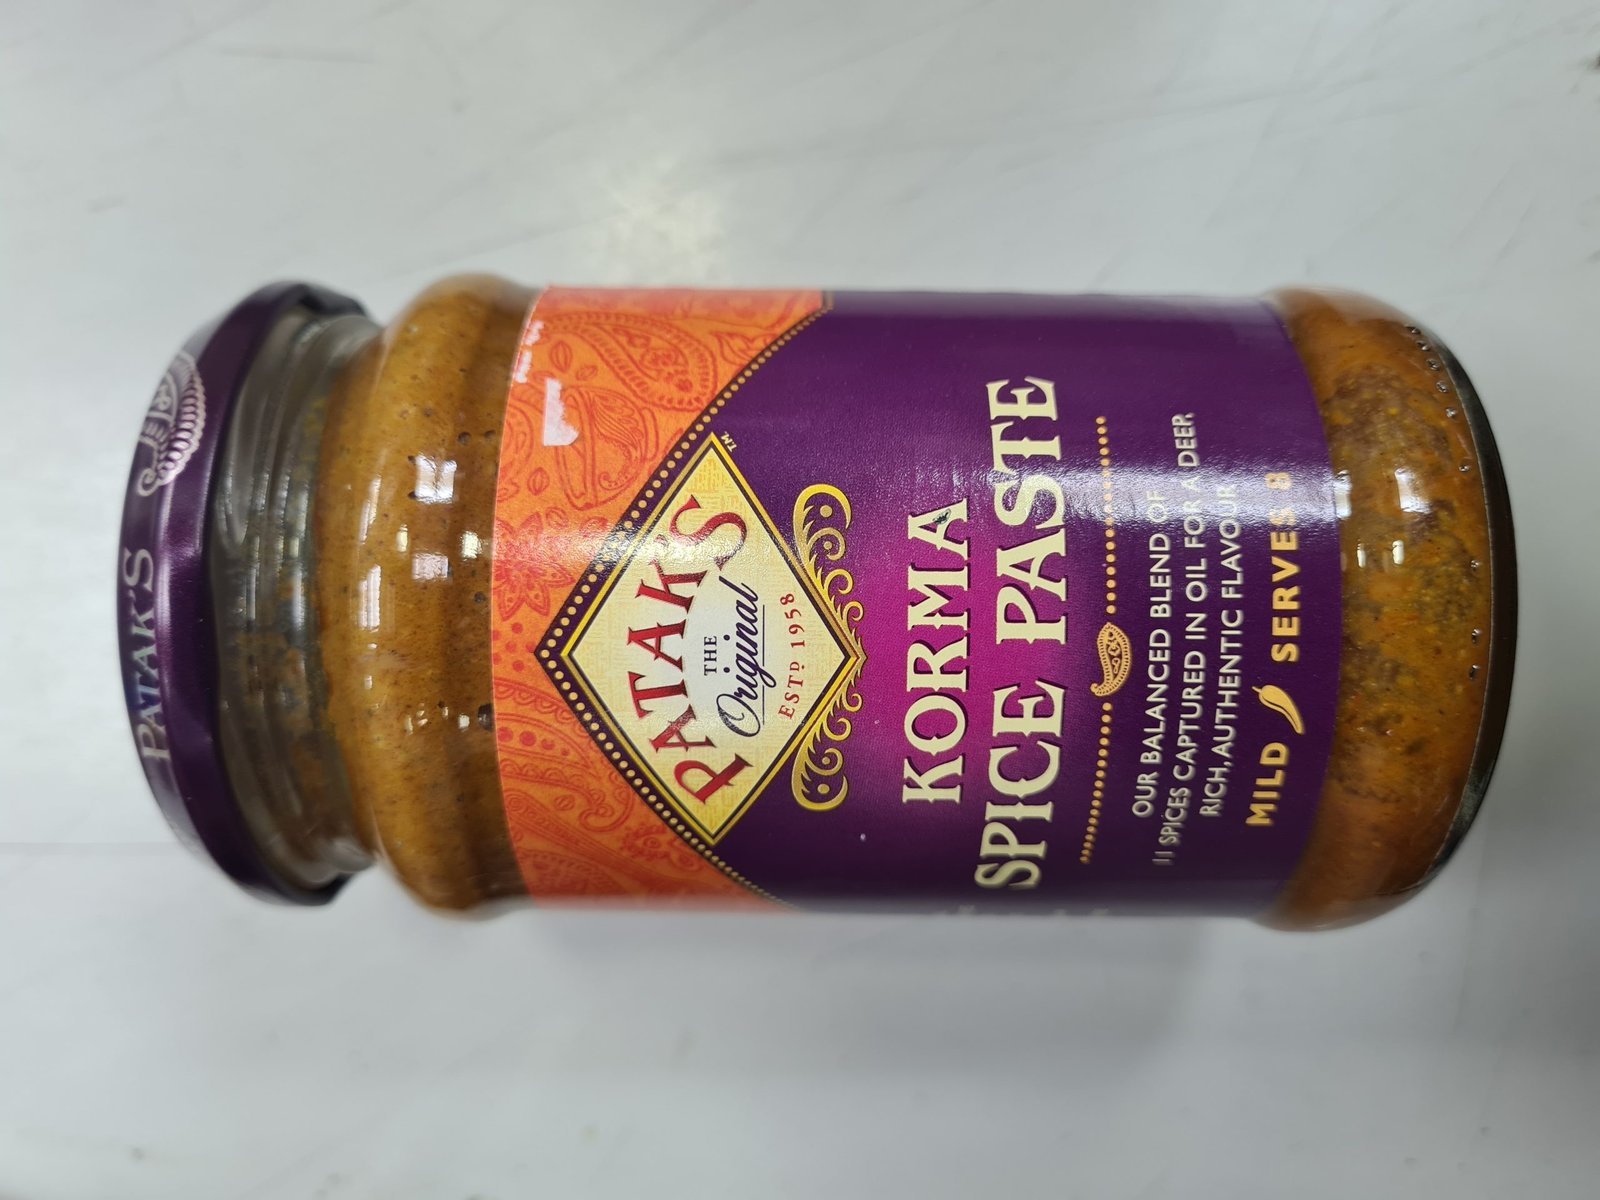 PATAK'S
PATAK'S
TM
THE
Original
ESTD 1958
KORMA
SPICE PASTE
OUR BALANCED BLEND OF
11 SPICES CAPTURED IN OIL FOR A DEEP,
RICH, AUTHENTIC FLAVOUR
MILD SERVES 8